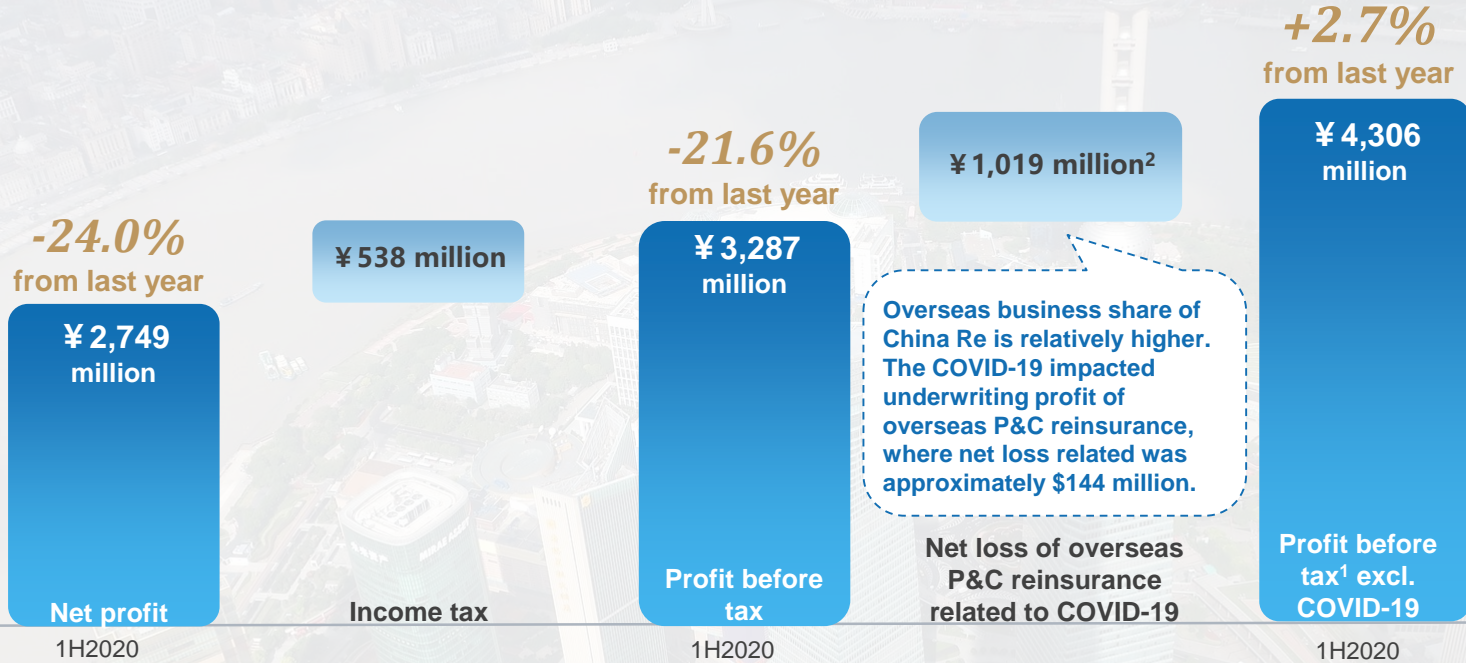 -24.0%
from last year
¥ 2,749
million
Net profit
1H2020
¥ 538 million
Income tax
-21.6%
from last year
¥ 3,287
million
Profit before
tax
1H2020
¥ 1,019 million²
Overseas business share of
China Re is relatively higher.
The COVID-19 impacted
underwriting profit of
overseas P&C reinsurance,
where net loss related was
approximately $144 million.
Net loss of overseas
P&C reinsurance
related to COVID-19
+2.7%
from last year
¥ 4,306
million
Profit before
tax¹ excl.
COVID-19
1H2020